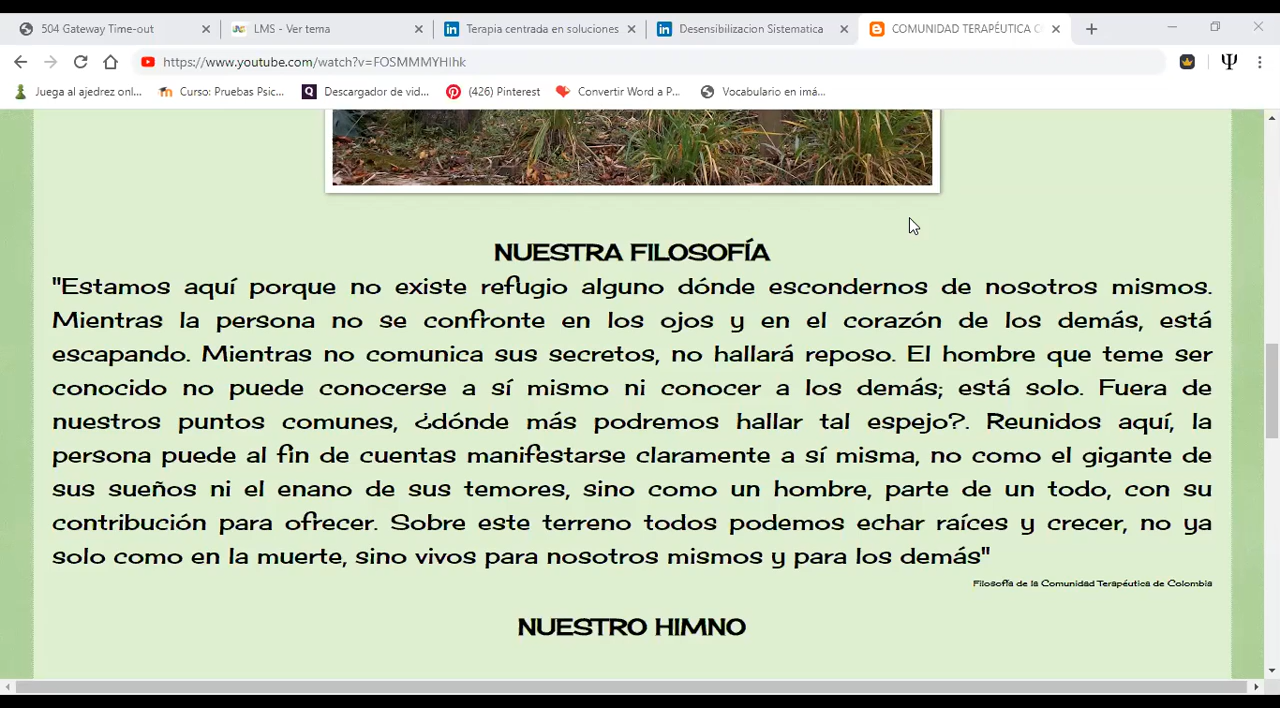 504 Gateway Time-out
LMS - Ver tema
Terapia centrada en soluciones
Desensibilizacion Sistematica
COMUNIDAD TERAPÉUTICA C
https://www.youtube.com/watch?v=FOSMMMYHIhk
Juega al ajedrez onl...
Curso: Pruebas Psic...
Descargador de vid...
(426) Pinterest
Convertir Word a P...
Vocabulario en imá...
NUESTRA FILOSOFÍA
"Estamos aquí porque no existe refugio alguno dónde escondernos de nosotros mismos.
Mientras la persona no se confronte en los ojos y en el corazón de los demás, está
escapando. Mientras no comunica sus secretos, no hallará reposo. El hombre que teme ser
conocido no puede conocerse a sí mismo ni conocer a los demás; está solo. Fuera de
nuestros puntos comunes, ¿dónde más podremos hallar tal espejo?. Reunidos aquí, la
persona puede al fin de cuentas manifestarse claramente a sí misma, no como el gigante de
sus sueños ni el enano de sus temores, sino como un hombre, parte de un todo, con su
contribución para ofrecer. Sobre este terreno todos podemos echar raíces y crecer, no ya
solo como en la muerte, sino vivos para nosotros mismos y para los demás"
Filosofía de la Comunidad Terapéutica de Colombia
NUESTRO HIMNO